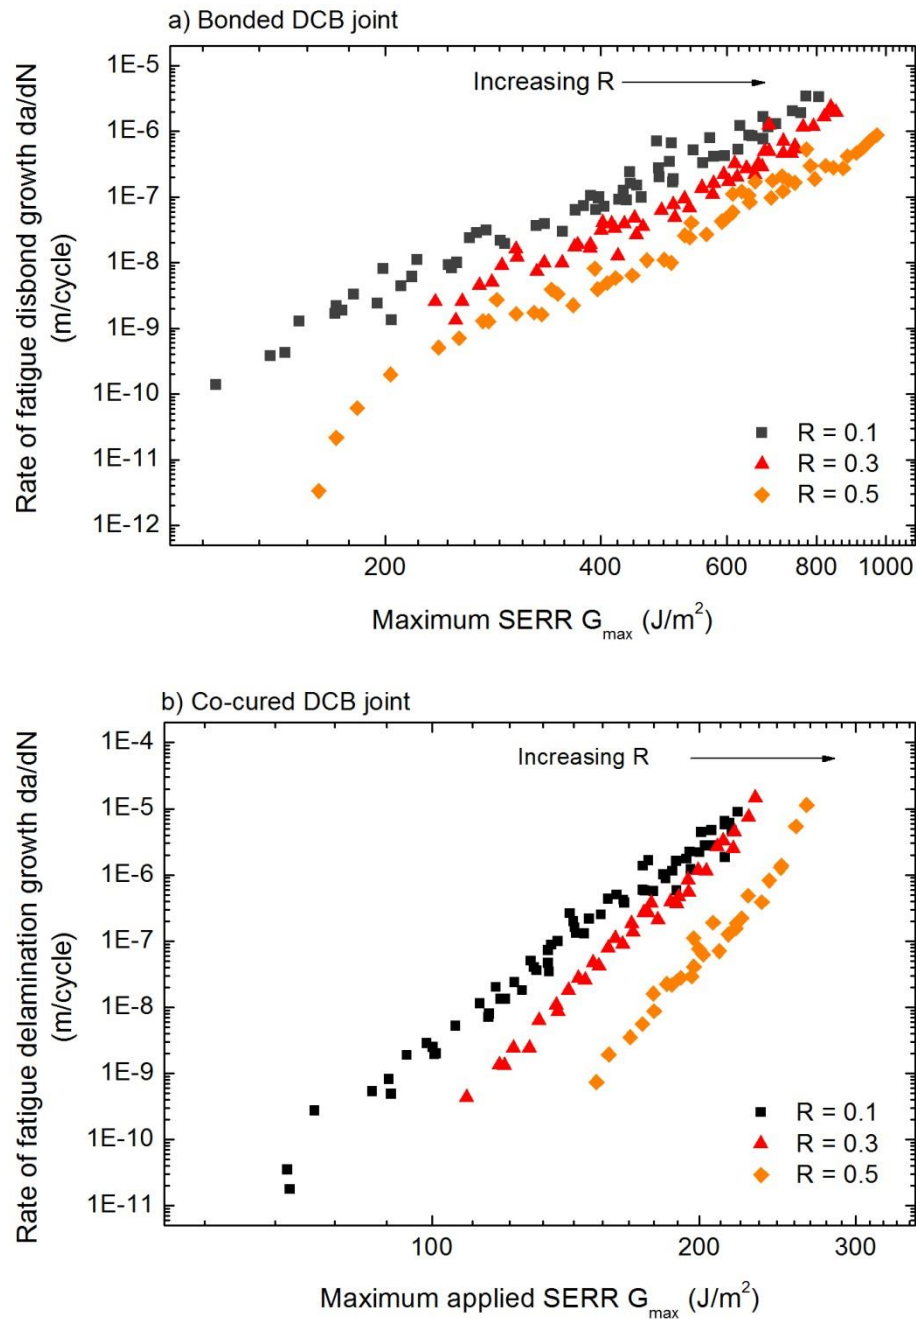 a) Bonded DCB joint
1E-5
Increasing R
1E-6
1E-7
1E-8
1E-9
1E-10
1E-11
1E-12
Rate of fatigue disbond growth da/dN
(m/cycle)
R = 0.1
R = 0.3
R = 0.5
200
400
600
800
1000
Maximum SERR G_max (J/m²)
b) Co-cured DCB joint
1E-4
Increasing R
1E-5
1E-6
1E-7
1E-8
1E-9
1E-10
1E-11
Rate of fatigue delamination growth da/dN
(m/cycle)
R = 0.1
R = 0.3
R = 0.5
100
200
300
Maximum applied SERR G_max (J/m²)